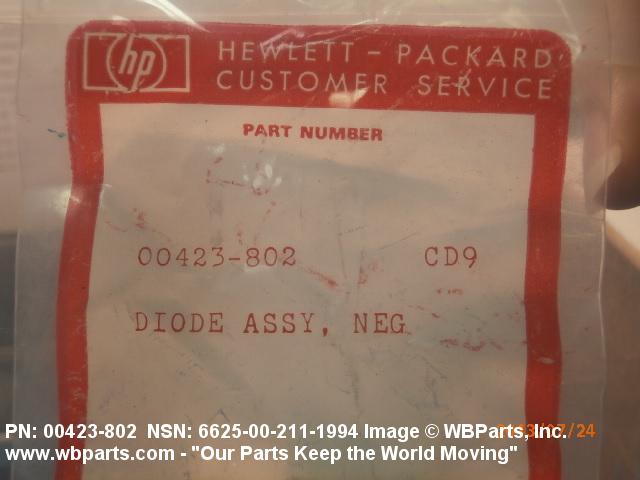 hp HEWLETT - PACKARD
CUSTOMER SERVICE
PART NUMBER
00423-802 CD9
DIODE ASSY, NEG
PN: 00423-802 NSN: 6625-00-211-1994 Image © WBParts, Inc.
www.wbparts.com - "Our Parts Keep the World Moving"